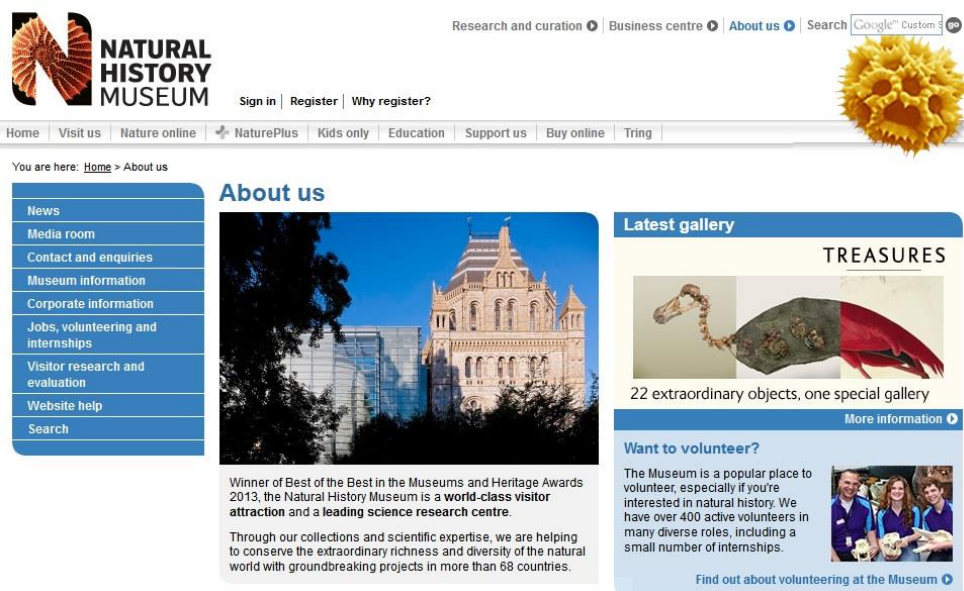 Research and curation
Business centre
About us
Search
Google™ Custom S
go
NATURAL
HISTORY
MUSEUM
Sign in
Register
Why register?
Home
Visit us
Nature online
NaturePlus
Kids only
Education
Support us
Buy online
Tring
You are here: Home > About us
News
Media room
Contact and enquiries
Museum information
Corporate information
Jobs, volunteering and
internships
Visitor research and
evaluation
Website help
Search
About us
Winner of Best of the Best in the Museums and Heritage Awards
2013, the Natural History Museum is a world-class visitor
attraction and a leading science research centre.
Through our collections and scientific expertise, we are helping
to conserve the extraordinary richness and diversity of the natural
world with groundbreaking projects in more than 68 countries.
Latest gallery
TREASURES
22 extraordinary objects, one special gallery
More information
Want to volunteer?
The Museum is a popular place to
volunteer, especially if you're
interested in natural history. We
have over 400 active volunteers in
many diverse roles, including a
small number of internships.
Find out about volunteering at the Museum